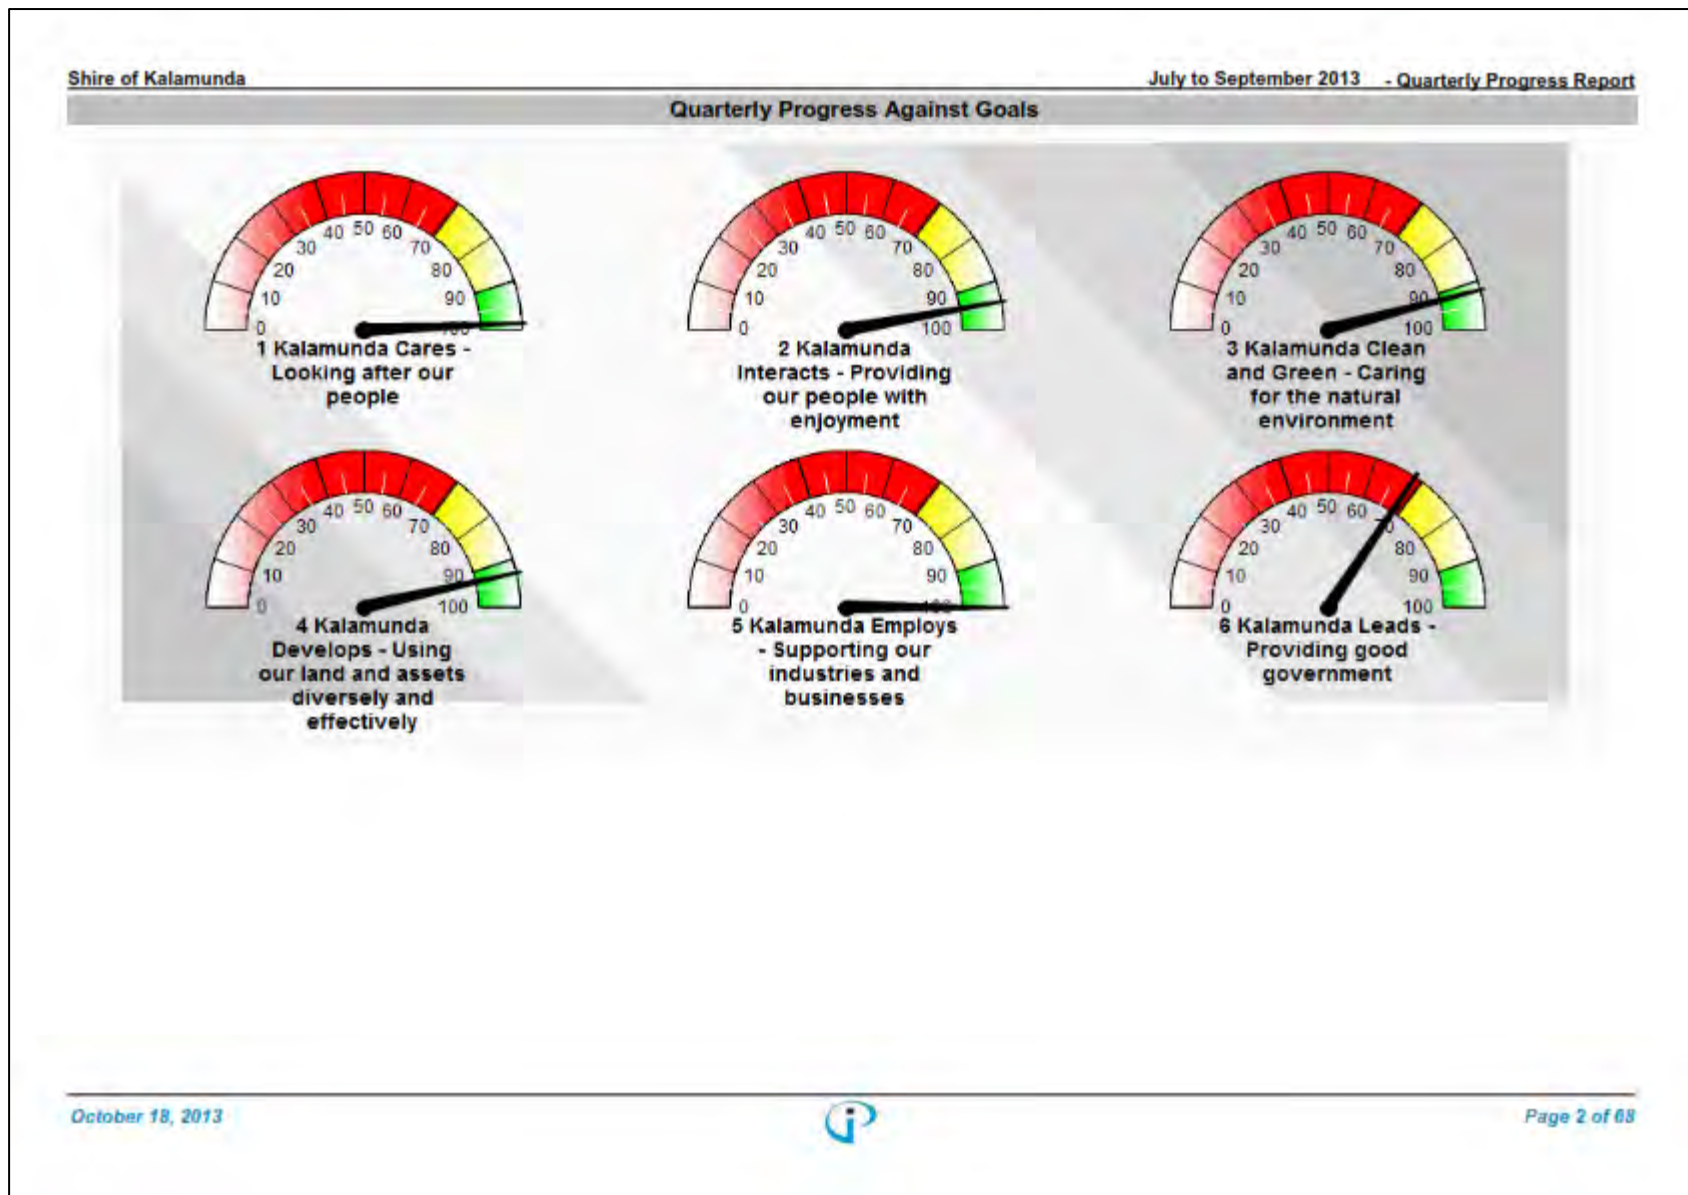 Shire of Kalamunda
July to September 2013 - Quarterly Progress Report
Quarterly Progress Against Goals
0 10 20 30 40 50 60 70 80 90 100
1 Kalamunda Cares -
Looking after our
people
0 10 20 30 40 50 60 70 80 90 100
2 Kalamunda
Interacts - Providing
our people with
enjoyment
0 10 20 30 40 50 60 70 80 90 100
3 Kalamunda Clean
and Green - Caring
for the natural
environment
0 10 20 30 40 50 60 70 80 90 100
4 Kalamunda
Develops - Using
our land and assets
diversely and
effectively
0 10 20 30 40 50 60 70 80 90 100
5 Kalamunda Employs
- Supporting our
industries and
businesses
0 10 20 30 40 50 60 70 80 90 100
6 Kalamunda Leads -
Providing good
government
October 18, 2013
Page 2 of 68